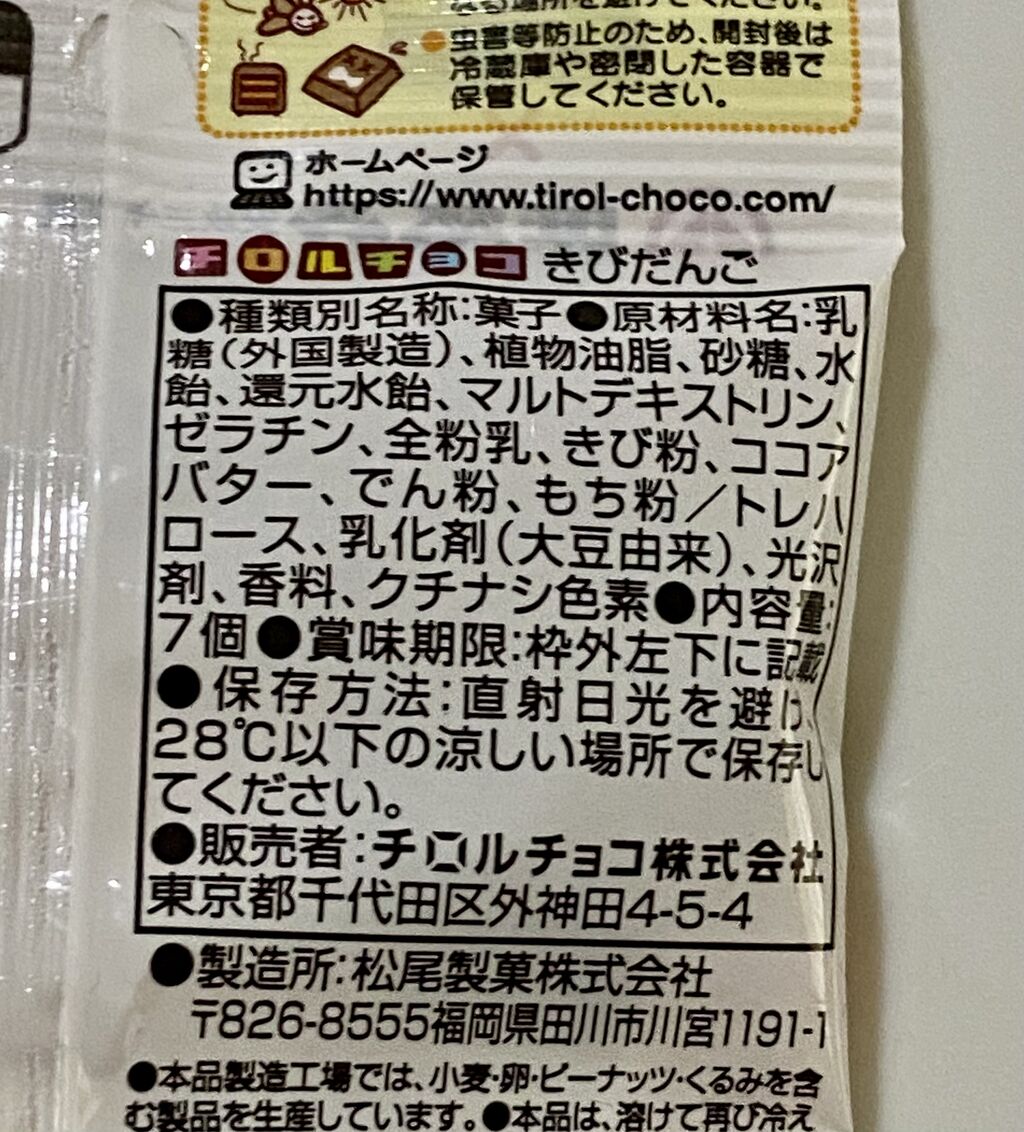 虫害等防止のため、開封後は
冷蔵庫や密閉した容器で
保管してください。
ホームページ
https://www.tirol-choco.com/
チロルチョコ きびだんご
●種類別名称:菓子●原材料名:乳
糖(外国製造)、植物油脂、砂糖、水
飴、還元水飴、マルトデキストリン、
ゼラチン、全粉乳、きび粉、ココア
バター、でん粉、もち粉/トレハ
ロース、乳化剤(大豆由来)、光沢
剤、香料、クチナシ色素●内容量:
7個●賞味期限:枠外左下に記載
●保存方法:直射日光を避け、
28℃以下の涼しい場所で保存し
てください。
●販売者:チロルチョコ株式会社
東京都千代田区外神田4-5-4
●製造所:松尾製菓株式会社
〒826-8555福岡県田川市川宮1191-1
●本品製造工場では、小麦・卵・ピーナッツ・くるみを含
む製品を生産しています。●本品は、溶けて再び冷え